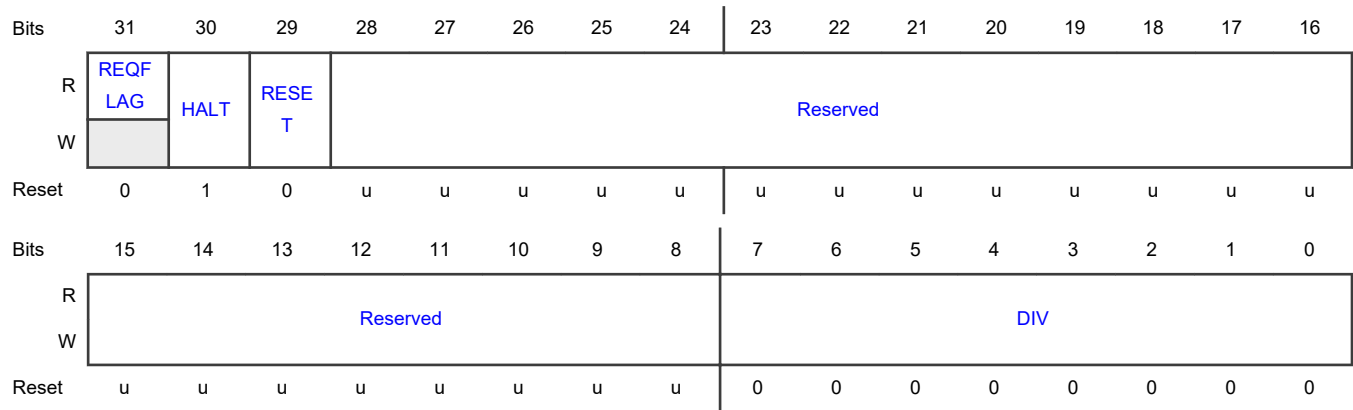 Bits 31 30 29 28 27 26 25 24 23 22 21 20 19 18 17 16
R REQF
LAG HALT RESE
T Reserved
W
Reset 0 1 0 u u u u u u u u u u u u u
Bits 15 14 13 12 11 10 9 8 7 6 5 4 3 2 1 0
R
Reserved DIV
W
Reset u u u u u u u u 0 0 0 0 0 0 0 0